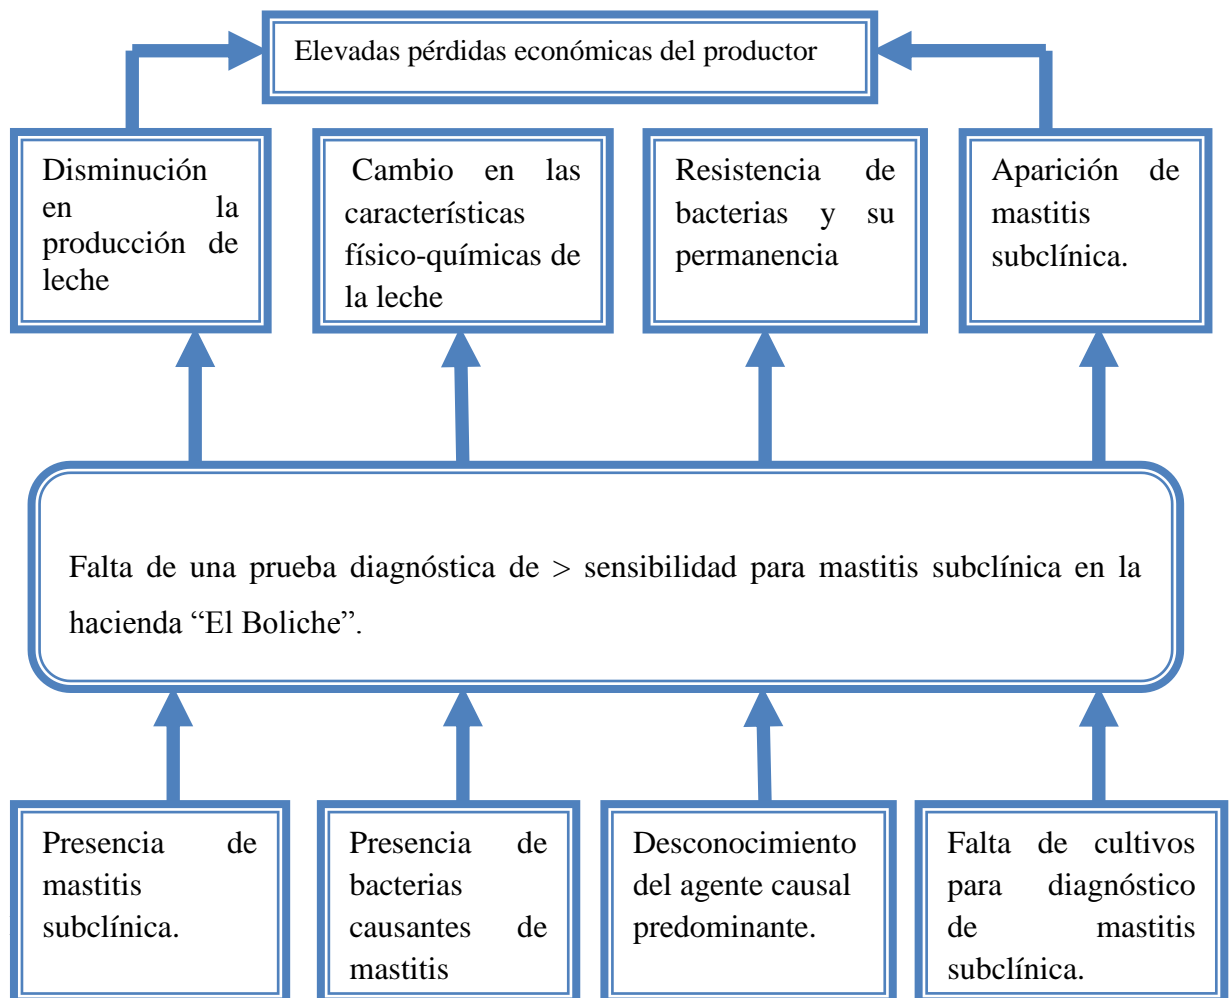 Elevadas pérdidas económicas del productor
Disminución
en la
producción de
leche
Cambio en las
características
físico-químicas de
la leche
Resistencia de
bacterias y su
permanencia
Aparición de
mastitis
subclínica.
Falta de una prueba diagnóstica de > sensibilidad para mastitis subclínica en la
hacienda “El Boliche”.
Presencia de
mastitis
subclínica.
Presencia de
bacterias
causantes de
mastitis
Desconocimiento
del agente causal
predominante.
Falta de cultivos
para diagnóstico
de mastitis
subclínica.